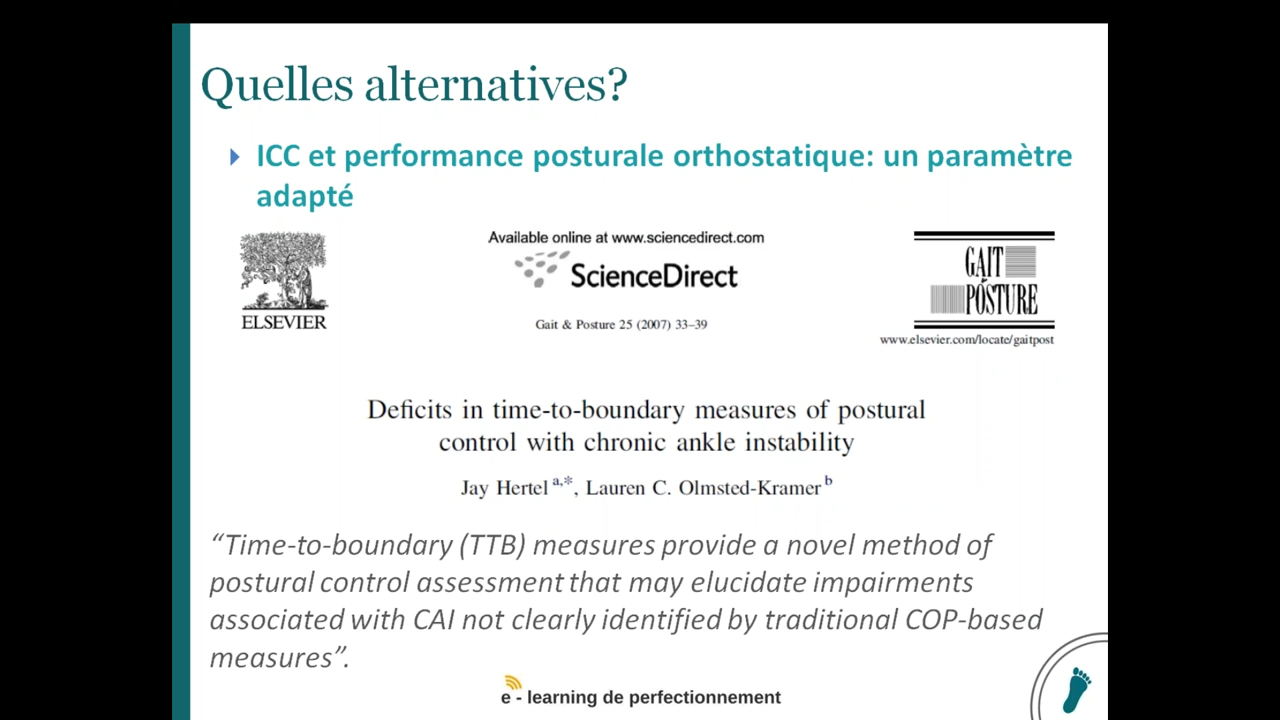 Quelles alternatives?
ICC et performance posturale orthostatique: un paramètre
adapté
ELSEVIER
Available online at www.sciencedirect.com
ScienceDirect
Gait & Posture 25 (2007) 33–39
GAIT
POSTURE
www.elsevier.com/locate/gaitpost
Deficits in time-to-boundary measures of postural
control with chronic ankle instability
Jay Hertel a,*, Lauren C. Olmsted-Kramer b
“Time-to-boundary (TTB) measures provide a novel method of
postural control assessment that may elucidate impairments
associated with CAI not clearly identified by traditional COP-based
measures”.
e - learning de perfectionnement